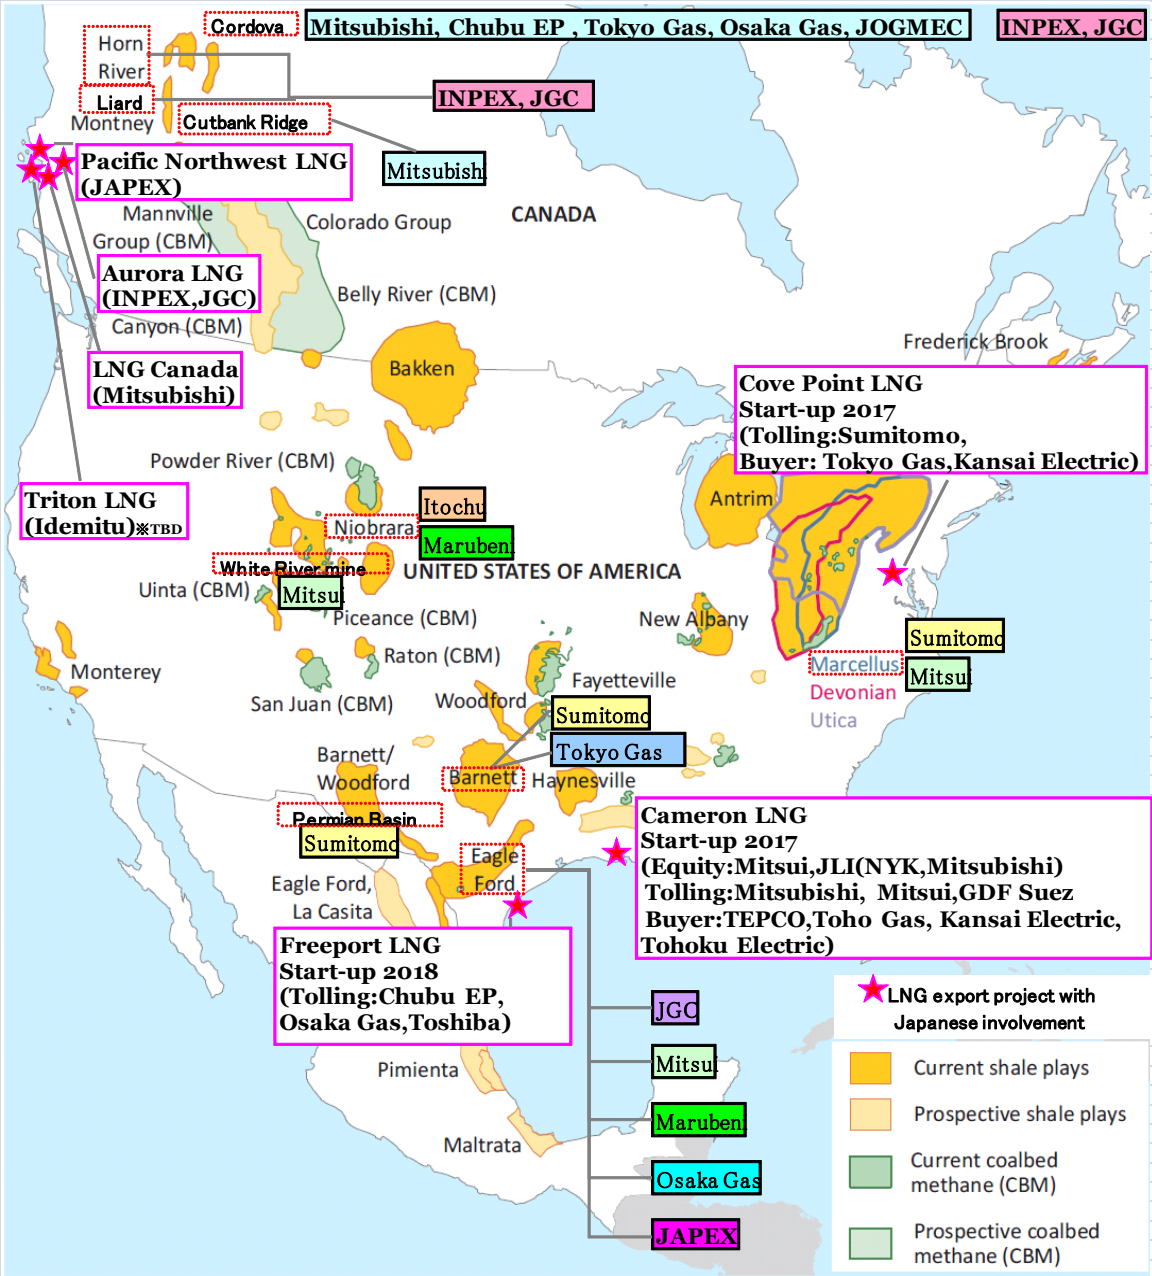 Cordova
Mitsubishi, Chubu EP , Tokyo Gas, Osaka Gas, JOGMEC
INPEX, JGC
Horn
River
Liard
INPEX, JGC
Montney
Cutbank Ridge
Mitsubishi
Pacific Northwest LNG
(JAPEX)
Mannville
Group (CBM)
Colorado Group
CANADA
Aurora LNG
(INPEX,JGC)
Belly River (CBM)
Canyon (CBM)
Frederick Brook
LNG Canada
(Mitsubishi)
Bakken
Cove Point LNG
Start-up 2017
(Tolling:Sumitomo,
Buyer: Tokyo Gas,Kansai Electric)
Powder River (CBM)
Triton LNG
(Idemitu)※TBD
Antrim
Niobrara
Itochu
Marubeni
White River mine
UNITED STATES OF AMERICA
Uinta (CBM)
Mitsui
Piceance (CBM)
New Albany
Sumitomo
Mitsui
Monterey
Raton (CBM)
Marcellus
Devonian
Utica
San Juan (CBM)
Fayetteville
Woodford
Sumitomo
Tokyo Gas
Barnett/
Woodford
Barnett
Haynesville
Permian Basin
Sumitomo
Cameron LNG
Start-up 2017
(Equity:Mitsui,JLI(NYK,Mitsubishi)
Tolling:Mitsubishi, Mitsui,GDF Suez
Buyer:TEPCO,Toho Gas, Kansai Electric,
Tohoku Electric)
Eagle
Ford
Eagle Ford,
La Casita
Freeport LNG
Start-up 2018
(Tolling:Chubu EP,
Osaka Gas,Toshiba)
JGC
Mitsui
Marubeni
Osaka Gas
JAPEX
Pimienta
Maltrata
LNG export project with
Japanese involvement
Current shale plays
Prospective shale plays
Current coalbed
methane (CBM)
Prospective coalbed
methane (CBM)